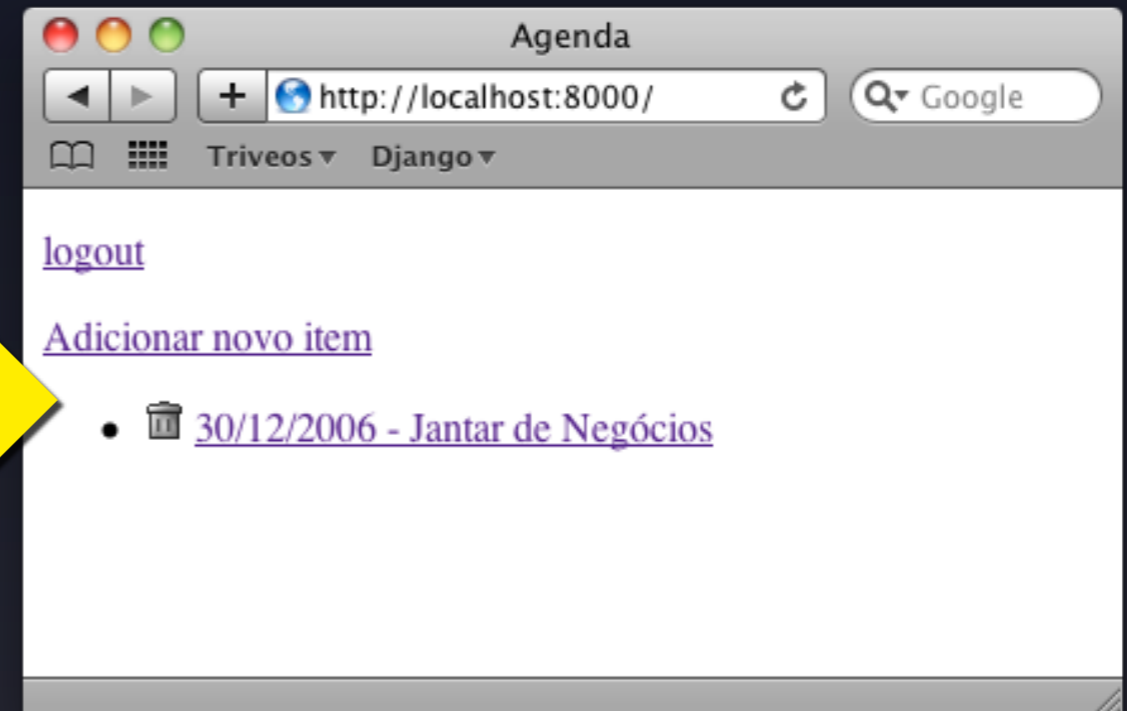 Agenda
http://localhost:8000/
Google
Triveos Django
logout
Adicionar novo item
30/12/2006 - Jantar de Negócios